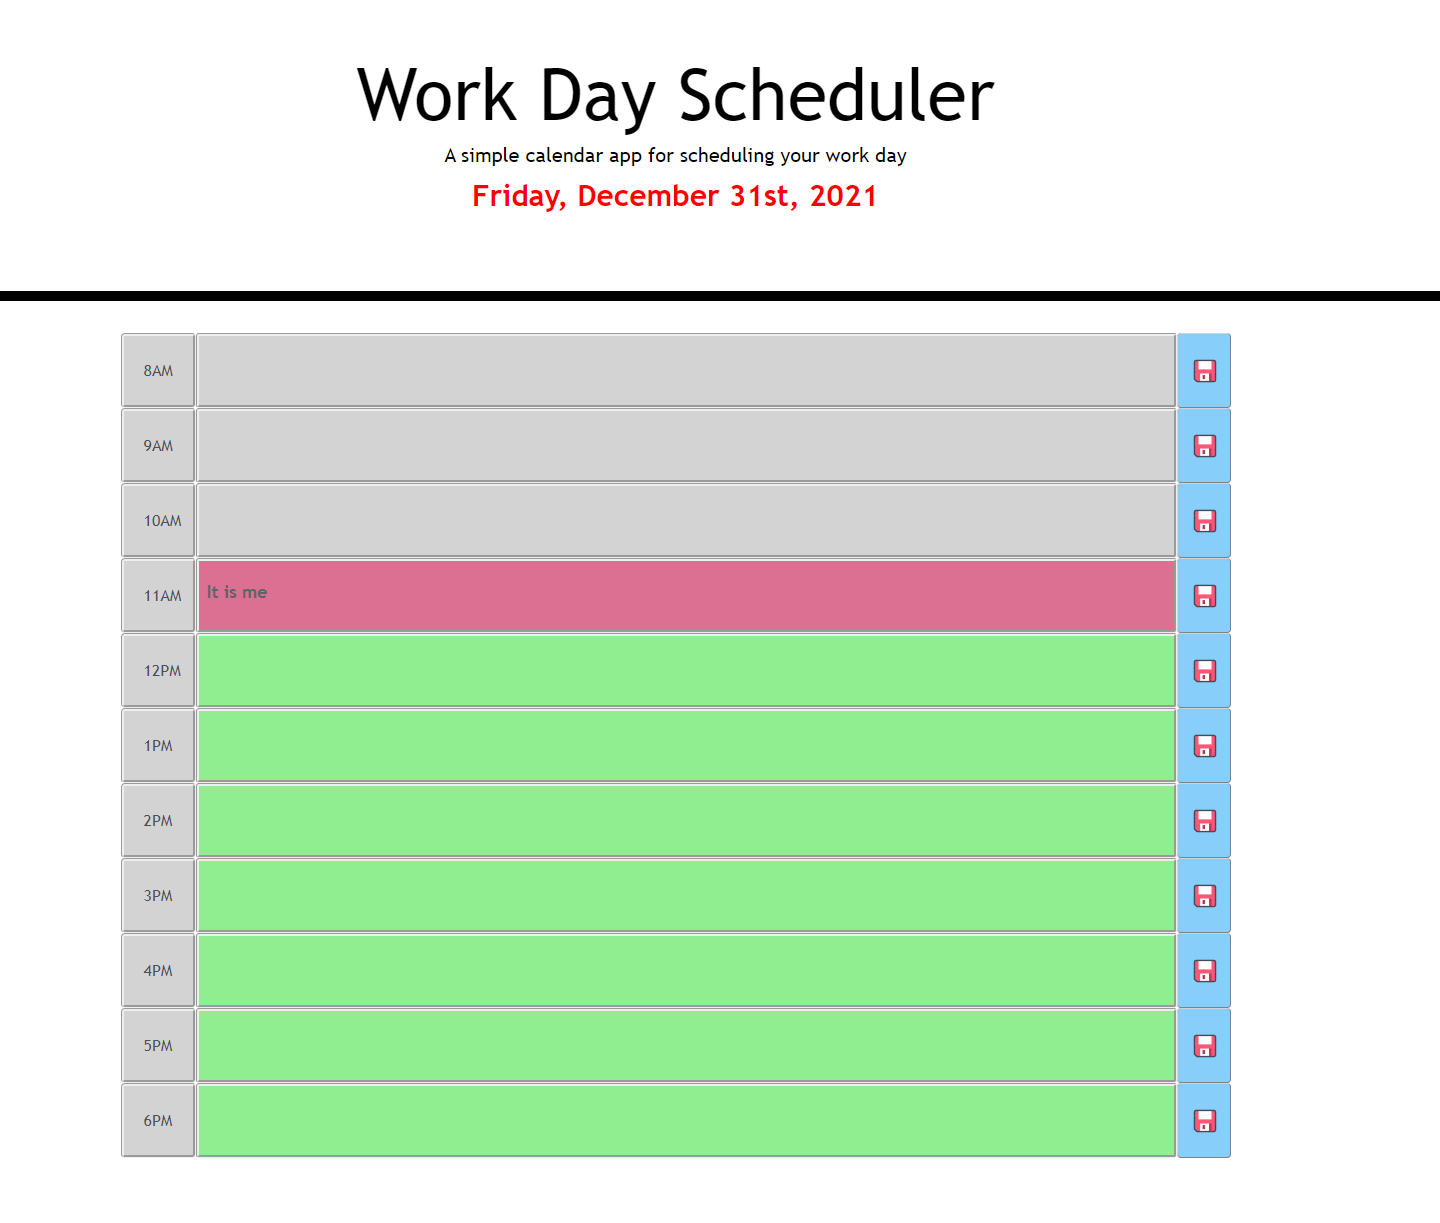 Work Day Scheduler
A simple calendar app for scheduling your work day
Friday, December 31st, 2021
8AM
9AM
10AM
11AM It is me
12PM
1PM
2PM
3PM
4PM
5PM
6PM